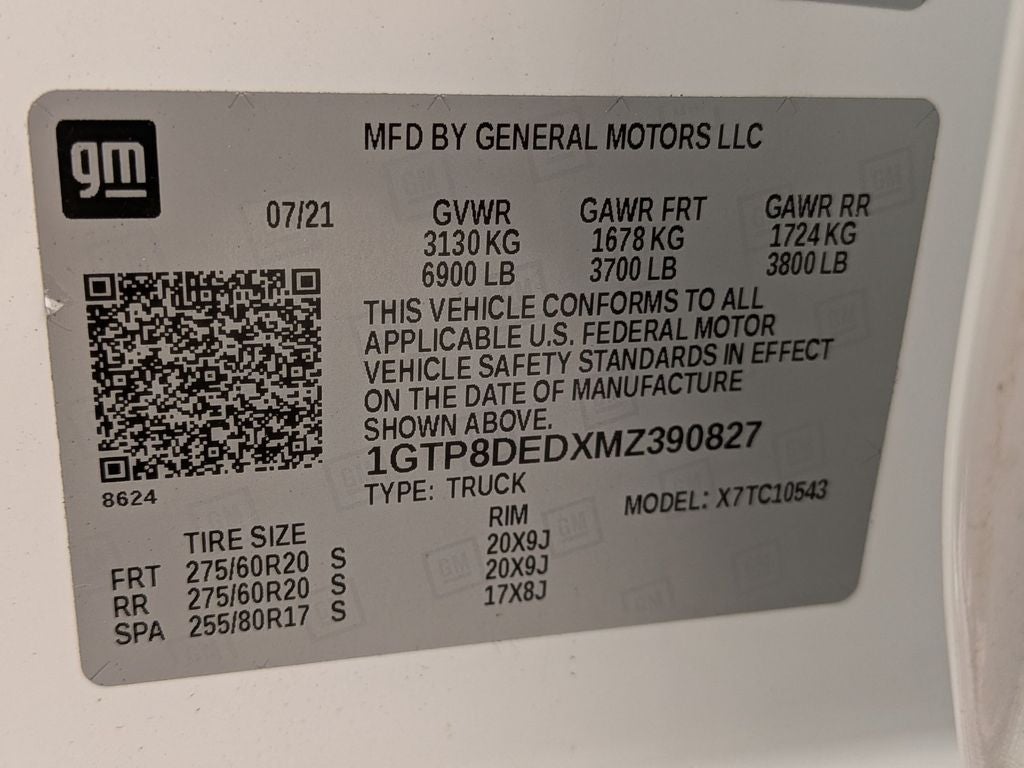 gm
MFD BY GENERAL MOTORS LLC
07/21 GVWR GAWR FRT GAWR RR
3130 KG 1678 KG 1724 KG
6900 LB 3700 LB 3800 LB
THIS VEHICLE CONFORMS TO ALL
APPLICABLE U.S. FEDERAL MOTOR
VEHICLE SAFETY STANDARDS IN EFFECT
ON THE DATE OF MANUFACTURE
SHOWN ABOVE.
1GTP8DEDXMZ390827
8624
TYPE: TRUCK MODEL: X7TC10543
TIRE SIZE RIM
FRT 275/60R20 S 20X9J
RR 275/60R20 S 20X9J
SPA 255/80R17 S 17X8J